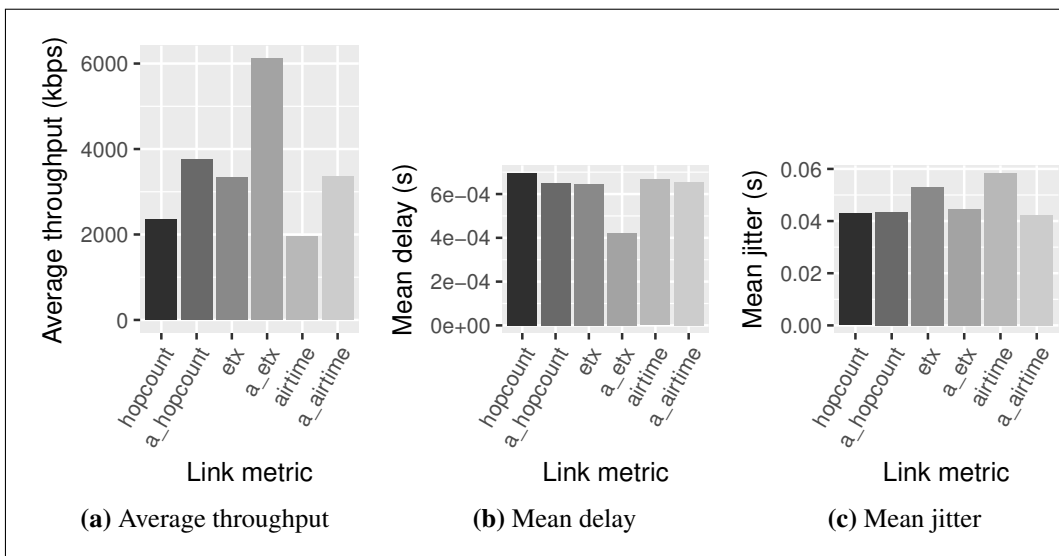 Average throughput (kbps)
6000
4000
2000
0
hopcount
a_hopcount
etx
a_etx
airtime
a_airtime
Link metric
(a) Average throughput
Mean delay (s)
6e−04
4e−04
2e−04
0e+00
hopcount
a_hopcount
etx
a_etx
airtime
a_airtime
Link metric
(b) Mean delay
Mean jitter (s)
0.06
0.04
0.02
0.00
hopcount
a_hopcount
etx
a_etx
airtime
a_airtime
Link metric
(c) Mean jitter